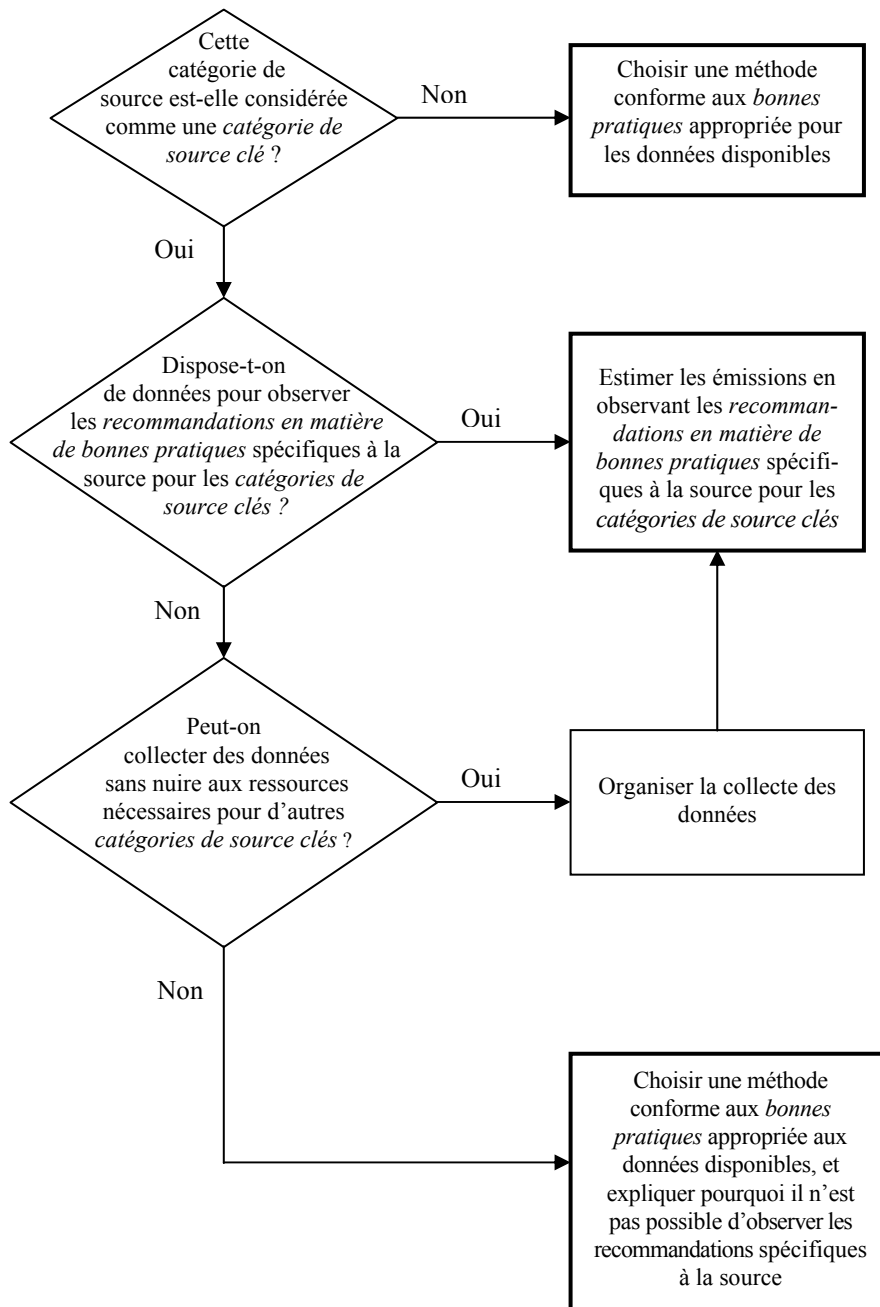 Cette
catégorie de
source est-elle considérée
comme une catégorie de
source clé ?
Non
Choisir une méthode
conforme aux bonnes
pratiques appropriée pour
les données disponibles
Oui
Dispose-t-on
de données pour observer
les recommandations en matière
de bonnes pratiques spécifiques à la
source pour les catégories de
source clés ?
Oui
Estimer les émissions en
observant les recomman-
dations en matière de
bonnes pratiques spécifi-
ques à la source pour les
catégories de source clés
Non
Peut-on
collecter des données
sans nuire aux ressources
nécessaires pour d'autres
catégories de source clés ?
Oui
Organiser la collecte des
données
Non
Choisir une méthode
conforme aux bonnes
pratiques appropriée aux
données disponibles, et
expliquer pourquoi il n'est
pas possible d'observer les
recommandations spécifiques
à la source